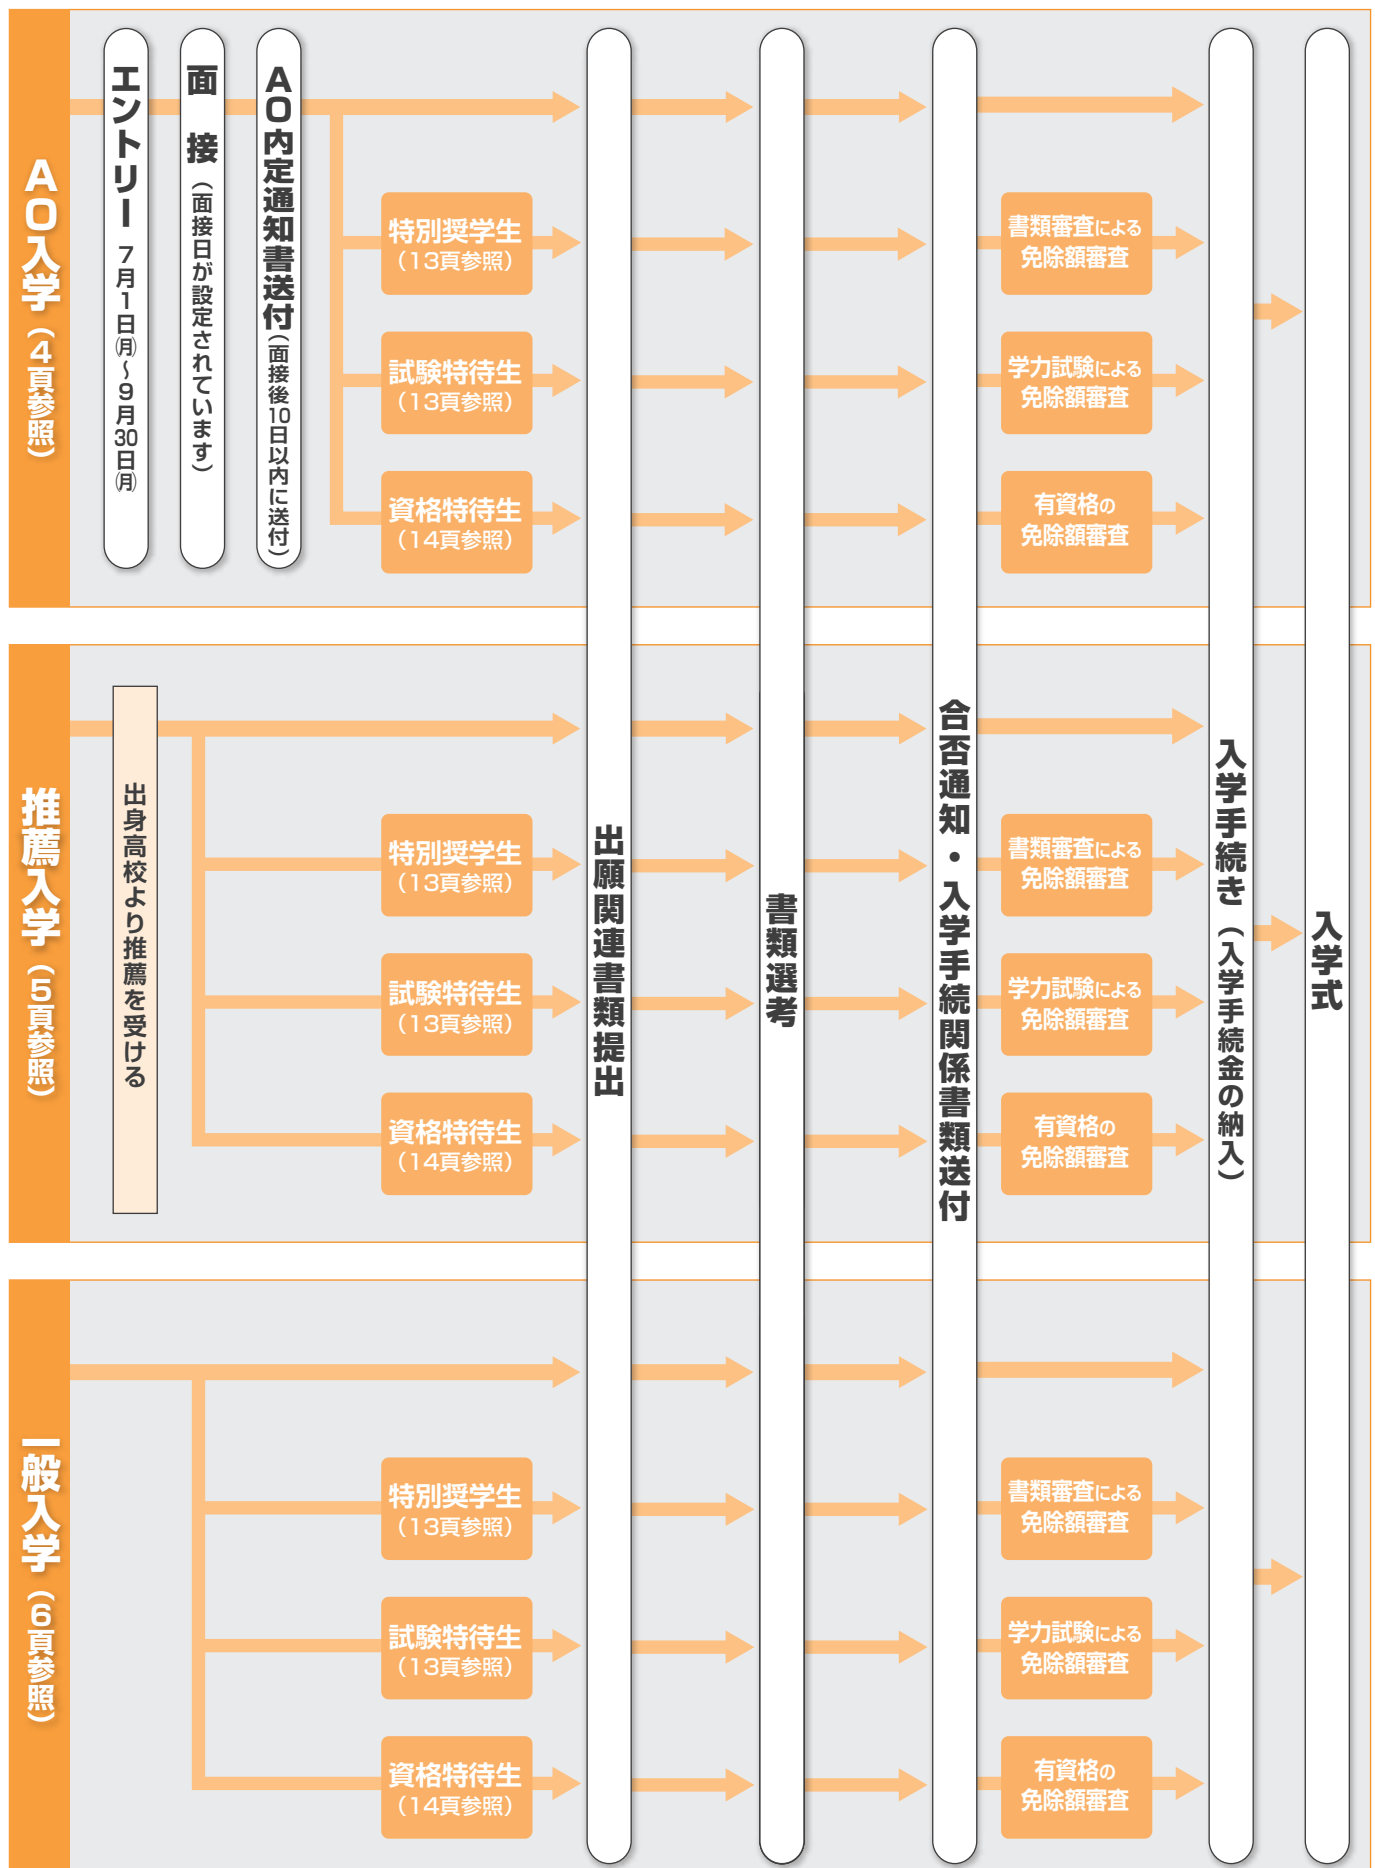 AO入学（4頁参照）
エントリー 7月1日㈪～9月30日㈪
面 接（面接日が設定されています）
AO内定通知書送付（面接後10日以内に送付）
特別奨学生
（13頁参照）
試験特待生
（13頁参照）
資格特待生
（14頁参照）
書類審査による
免除額審査
学力試験による
免除額審査
有資格の
免除額審査
推薦入学（5頁参照）
出身高校より推薦を受ける
特別奨学生
（13頁参照）
試験特待生
（13頁参照）
資格特待生
（14頁参照）
出願関連書類提出
書類選考
合否通知・入学手続関係書類送付
書類審査による
免除額審査
学力試験による
免除額審査
有資格の
免除額審査
入学手続き（入学手続金の納入）
入学式
一般入学（6頁参照）
特別奨学生
（13頁参照）
試験特待生
（13頁参照）
資格特待生
（14頁参照）
書類審査による
免除額審査
学力試験による
免除額審査
有資格の
免除額審査